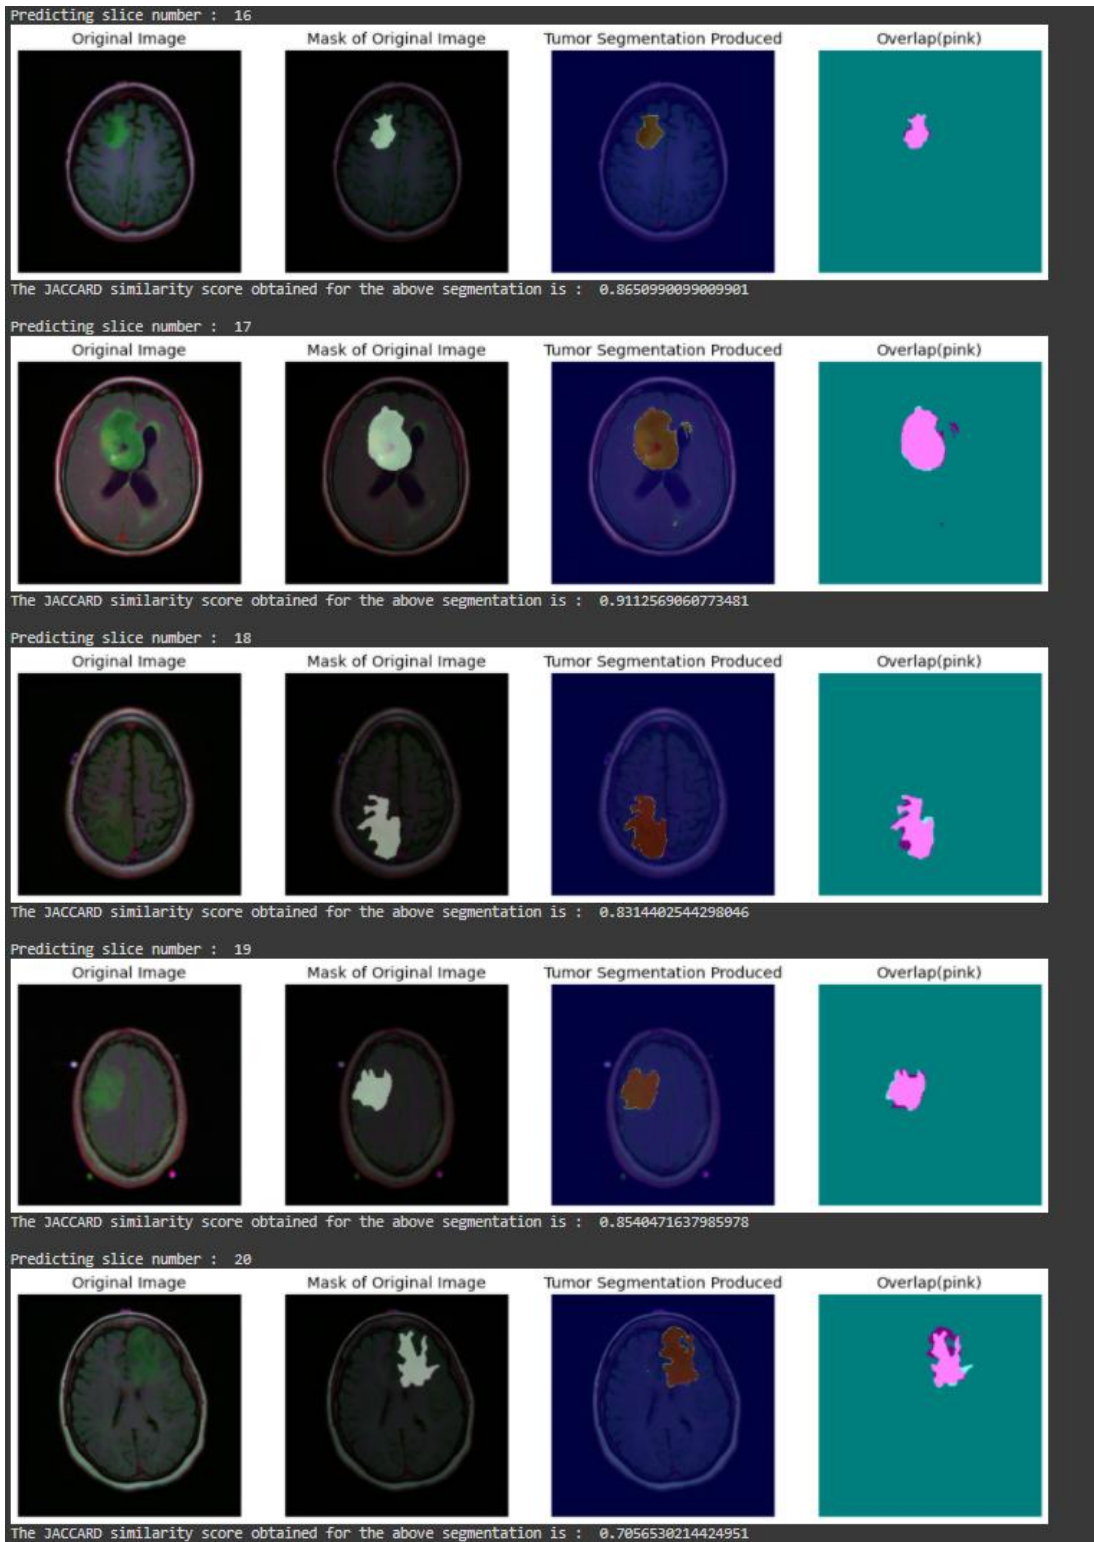 Predicting slice number :  16
Original Image Mask of Original Image Tumor Segmentation Produced Overlap(pink)
The JACCARD similarity score obtained for the above segmentation is :  0.8650990099009901
Predicting slice number :  17
Original Image Mask of Original Image Tumor Segmentation Produced Overlap(pink)
The JACCARD similarity score obtained for the above segmentation is :  0.9112569060773481
Predicting slice number :  18
Original Image Mask of Original Image Tumor Segmentation Produced Overlap(pink)
The JACCARD similarity score obtained for the above segmentation is :  0.8314402544298046
Predicting slice number :  19
Original Image Mask of Original Image Tumor Segmentation Produced Overlap(pink)
The JACCARD similarity score obtained for the above segmentation is :  0.8540471637985978
Predicting slice number :  20
Original Image Mask of Original Image Tumor Segmentation Produced Overlap(pink)
The JACCARD similarity score obtained for the above segmentation is :  0.7056530214424951